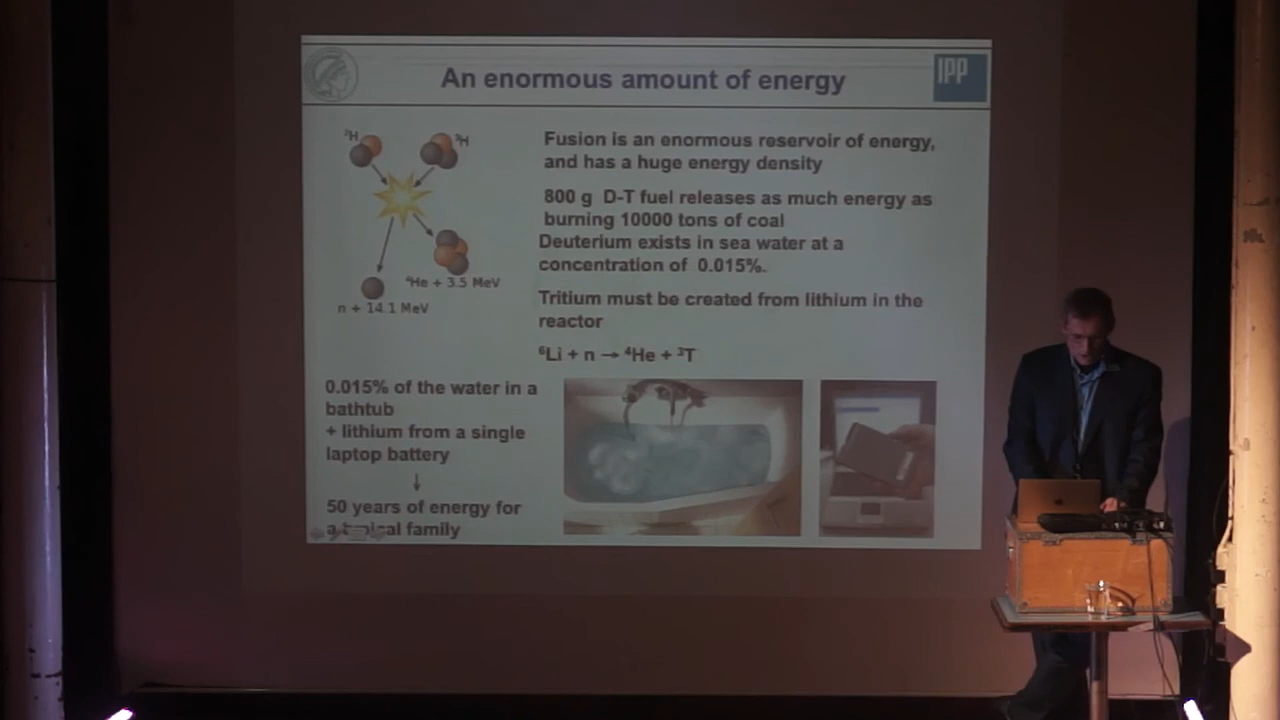 An enormous amount of energy
IPP
²H
³H
⁴He + 3.5 MeV
n + 14.1 MeV
Fusion is an enormous reservoir of energy,
and has a huge energy density
800 g D-T fuel releases as much energy as
burning 10000 tons of coal
Deuterium exists in sea water at a
concentration of 0.015%.
Tritium must be created from lithium in the
reactor
⁶Li + n → ⁴He + ³T
0.015% of the water in a
bathtub
+ lithium from a single
laptop battery
↓
50 years of energy for
a typical family